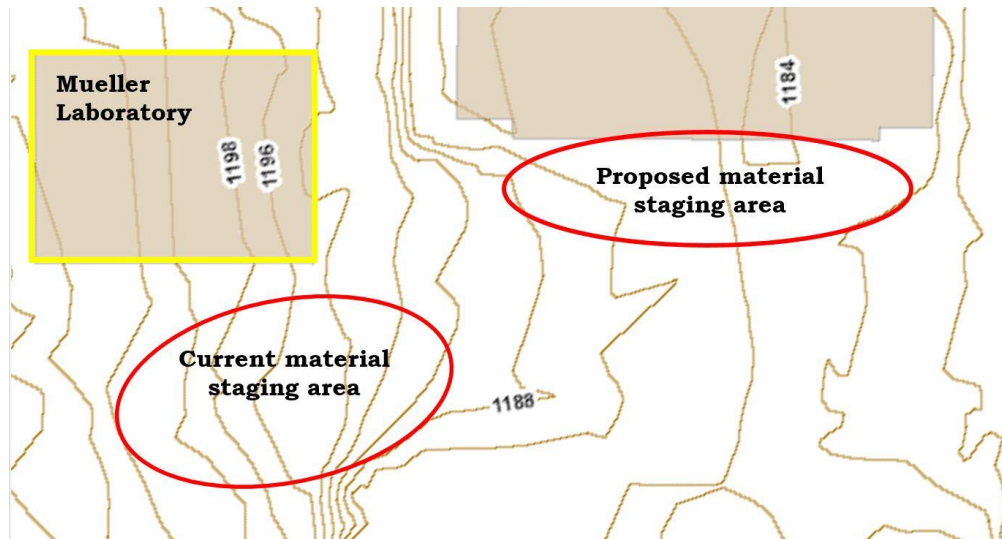 Mueller
Laboratory
1198
1196
1184
Proposed material
staging area
Current material
staging area
1188